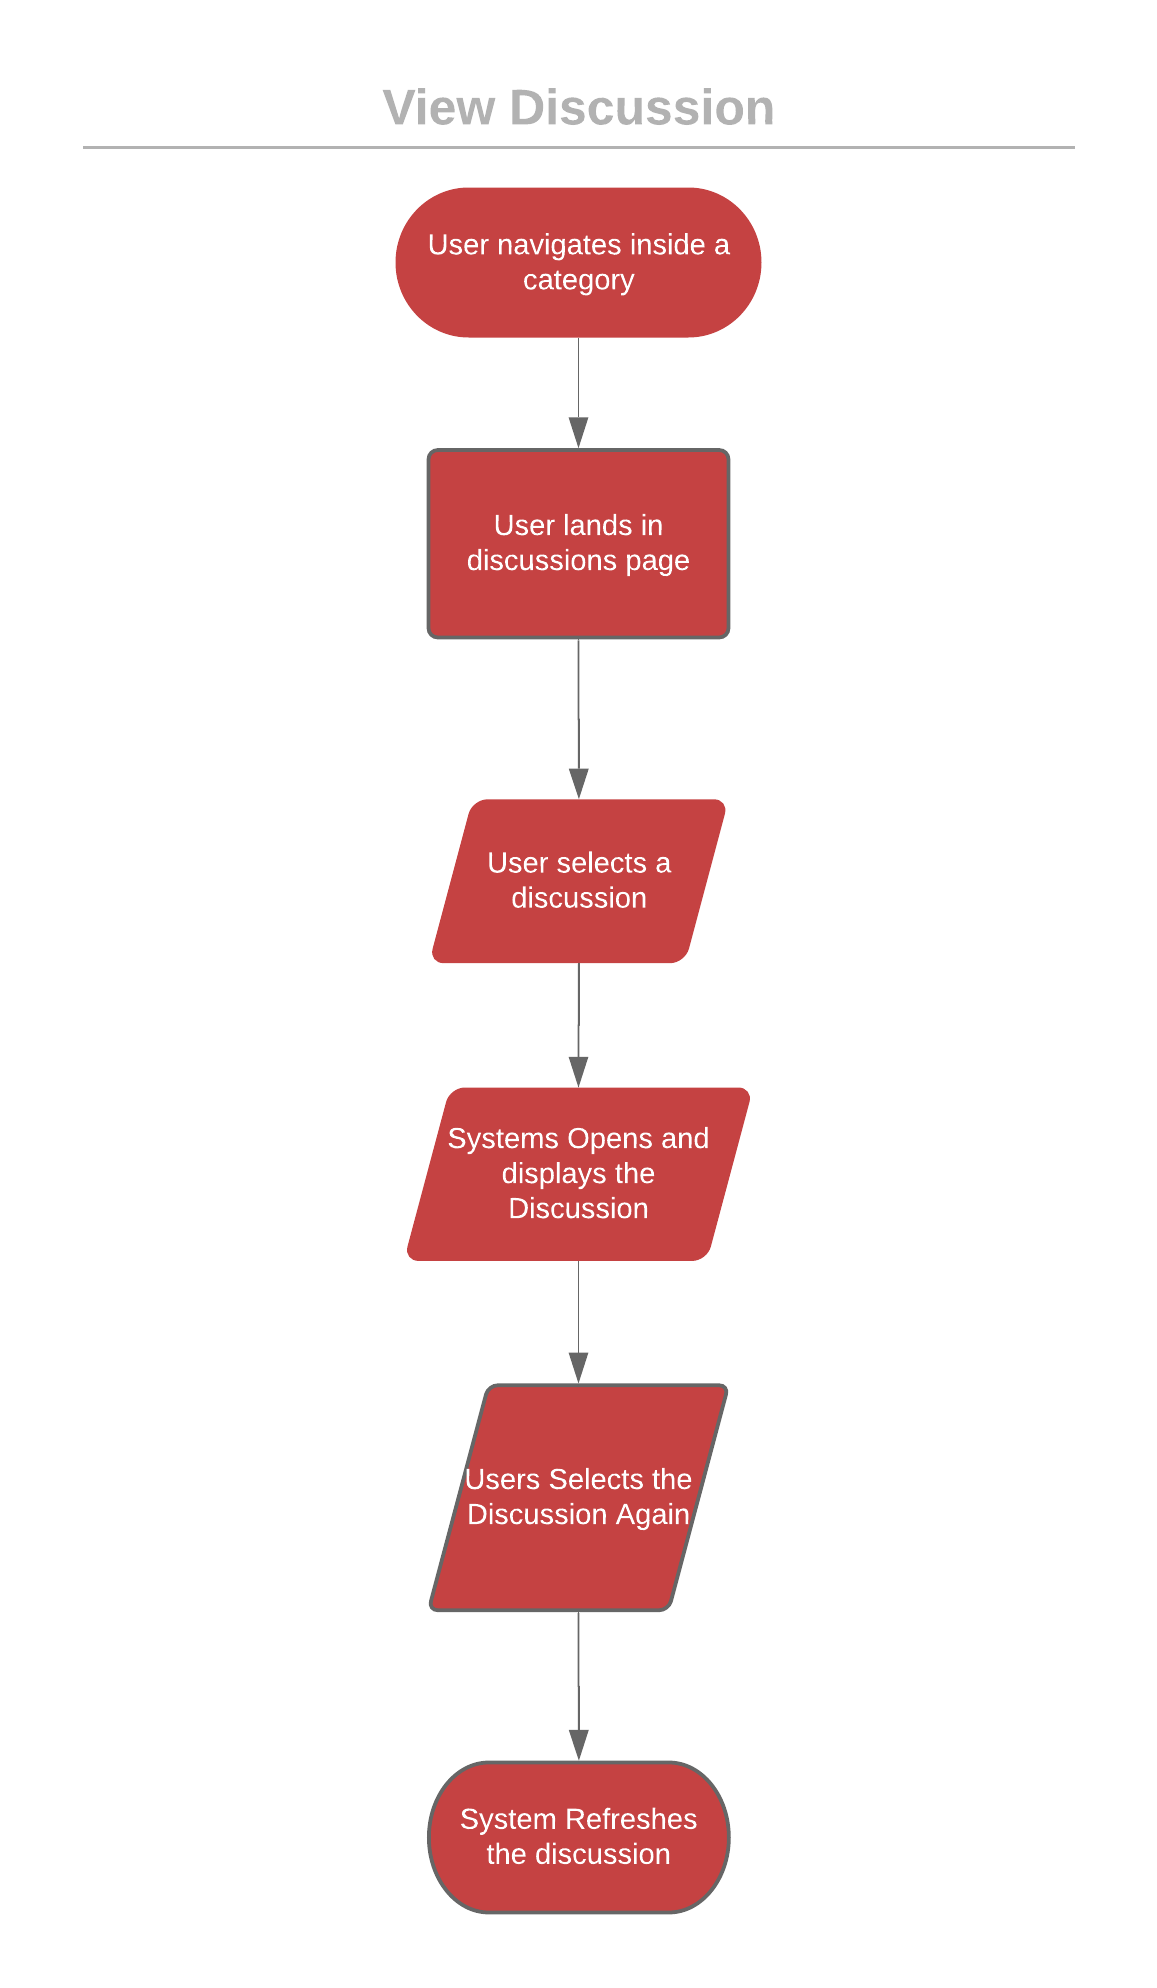 View Discussion
User navigates inside a
category
User lands in
discussions page
User selects a
discussion
Systems Opens and
displays the
Discussion
Users Selects the
Discussion Again
System Refreshes
the discussion